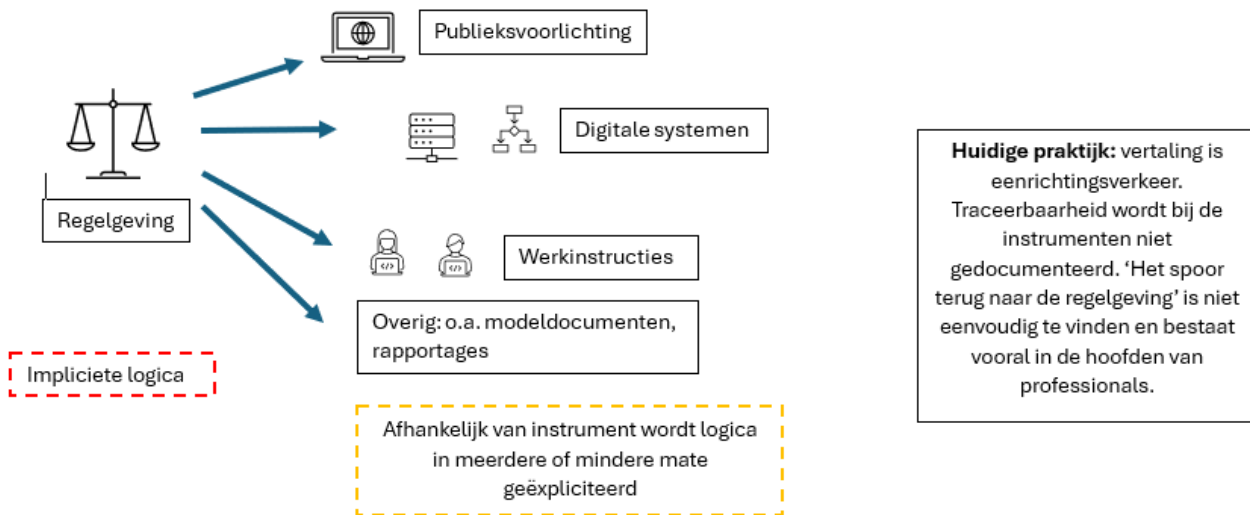 Publieksvoorlichting
Digitale systemen
Regelgeving
Werkinstructies
Overig: o.a. modeldocumenten,
rapportages
Impliciete logica
Afhankelijk van instrument wordt logica
in meerdere of mindere mate
geëxpliciteerd
Huidige praktijk: vertaling is
eenrichtingsverkeer.
Traceerbaarheid wordt bij de
instrumenten niet
gedocumenteerd. ‘Het spoor
terug naar de regelgeving’ is niet
eenvoudig te vinden en bestaat
vooral in de hoofden van
professionals.